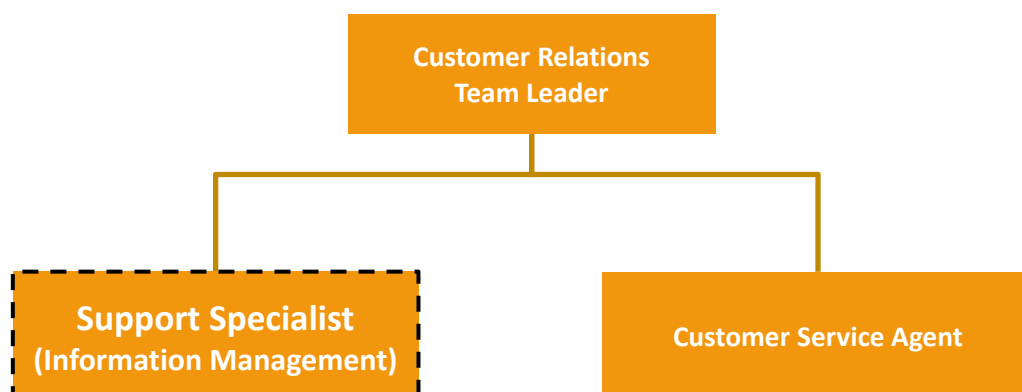 Customer Relations
Team Leader
Support Specialist
(Information Management)
Customer Service Agent